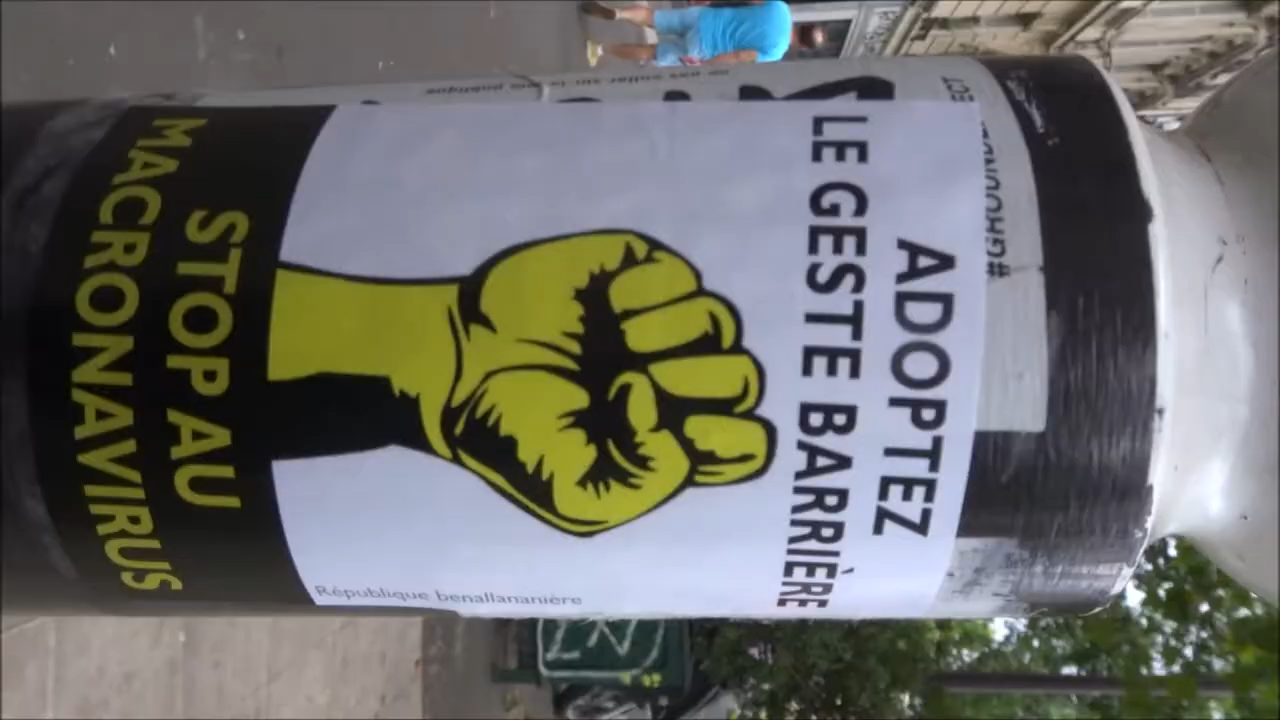 ADOPTEZ
LE GESTE BARRIÈRE
République benallananière
STOP AU
MACRONAVIRUS